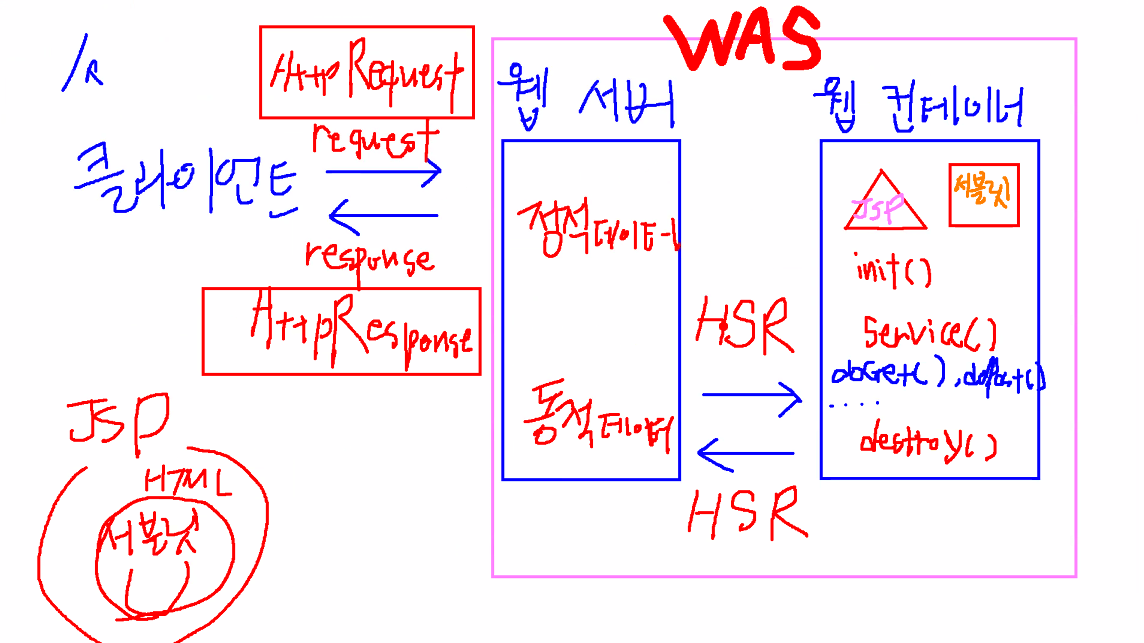 WAS
HttpRequest
request
클라이언트
response
HttpResponse
웹 서버
정적데이터
동적데이터
HSR
HSR
웹 컨테이너
JSP
서블릿
init()
Service()
doGet(), doPost()
.....
destroy()
JSP
HTML
서블릿